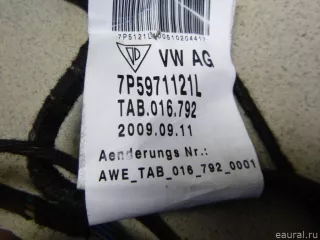 VW AG
7P5971121L
TAB.016.792
2009.09.11
Aenderungs Nr.:
AWE_TAB_016_792_0001
eaural.ru